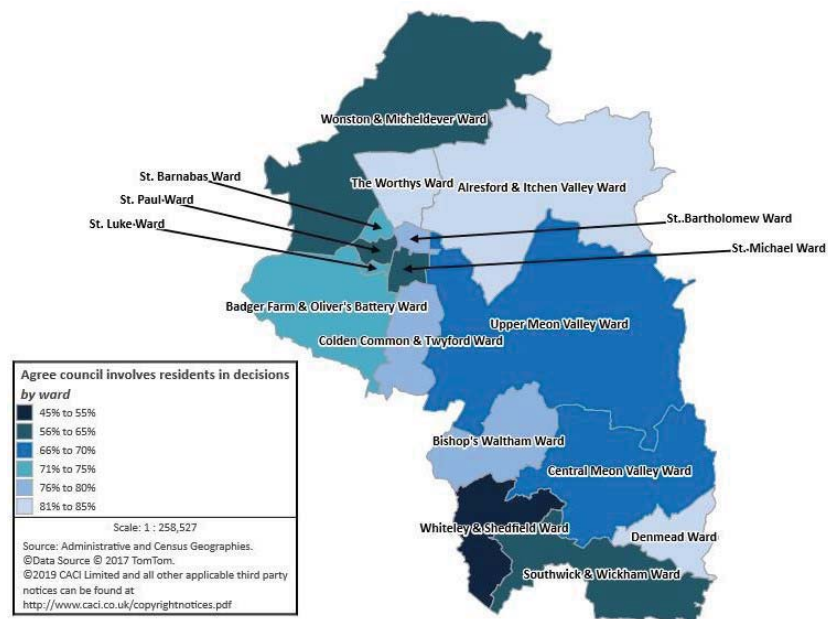 Wonston & Micheldever Ward
St. Barnabas Ward
The Worthys Ward
Alresford & Itchen Valley Ward
St. Paul Ward
St. Luke Ward
St. Bartholomew Ward
St. Michael Ward
Badger Farm & Oliver's Battery Ward
Upper Meon Valley Ward
Colden Common & Twyford Ward
Bishop's Waltham Ward
Central Meon Valley Ward
Whiteley & Shedfield Ward
Denmead Ward
Southwick & Wickham Ward
Agree council involves residents in decisions
by ward
45% to 55%
56% to 65%
66% to 70%
71% to 75%
76% to 80%
81% to 85%
Scale: 1 : 258,527
Source: Administrative and Census Geographies.
©Data Source © 2017 TomTom.
©2019 CACI Limited and all other applicable third party
notices can be found at
http://www.caci.co.uk/copyrightnotices.pdf